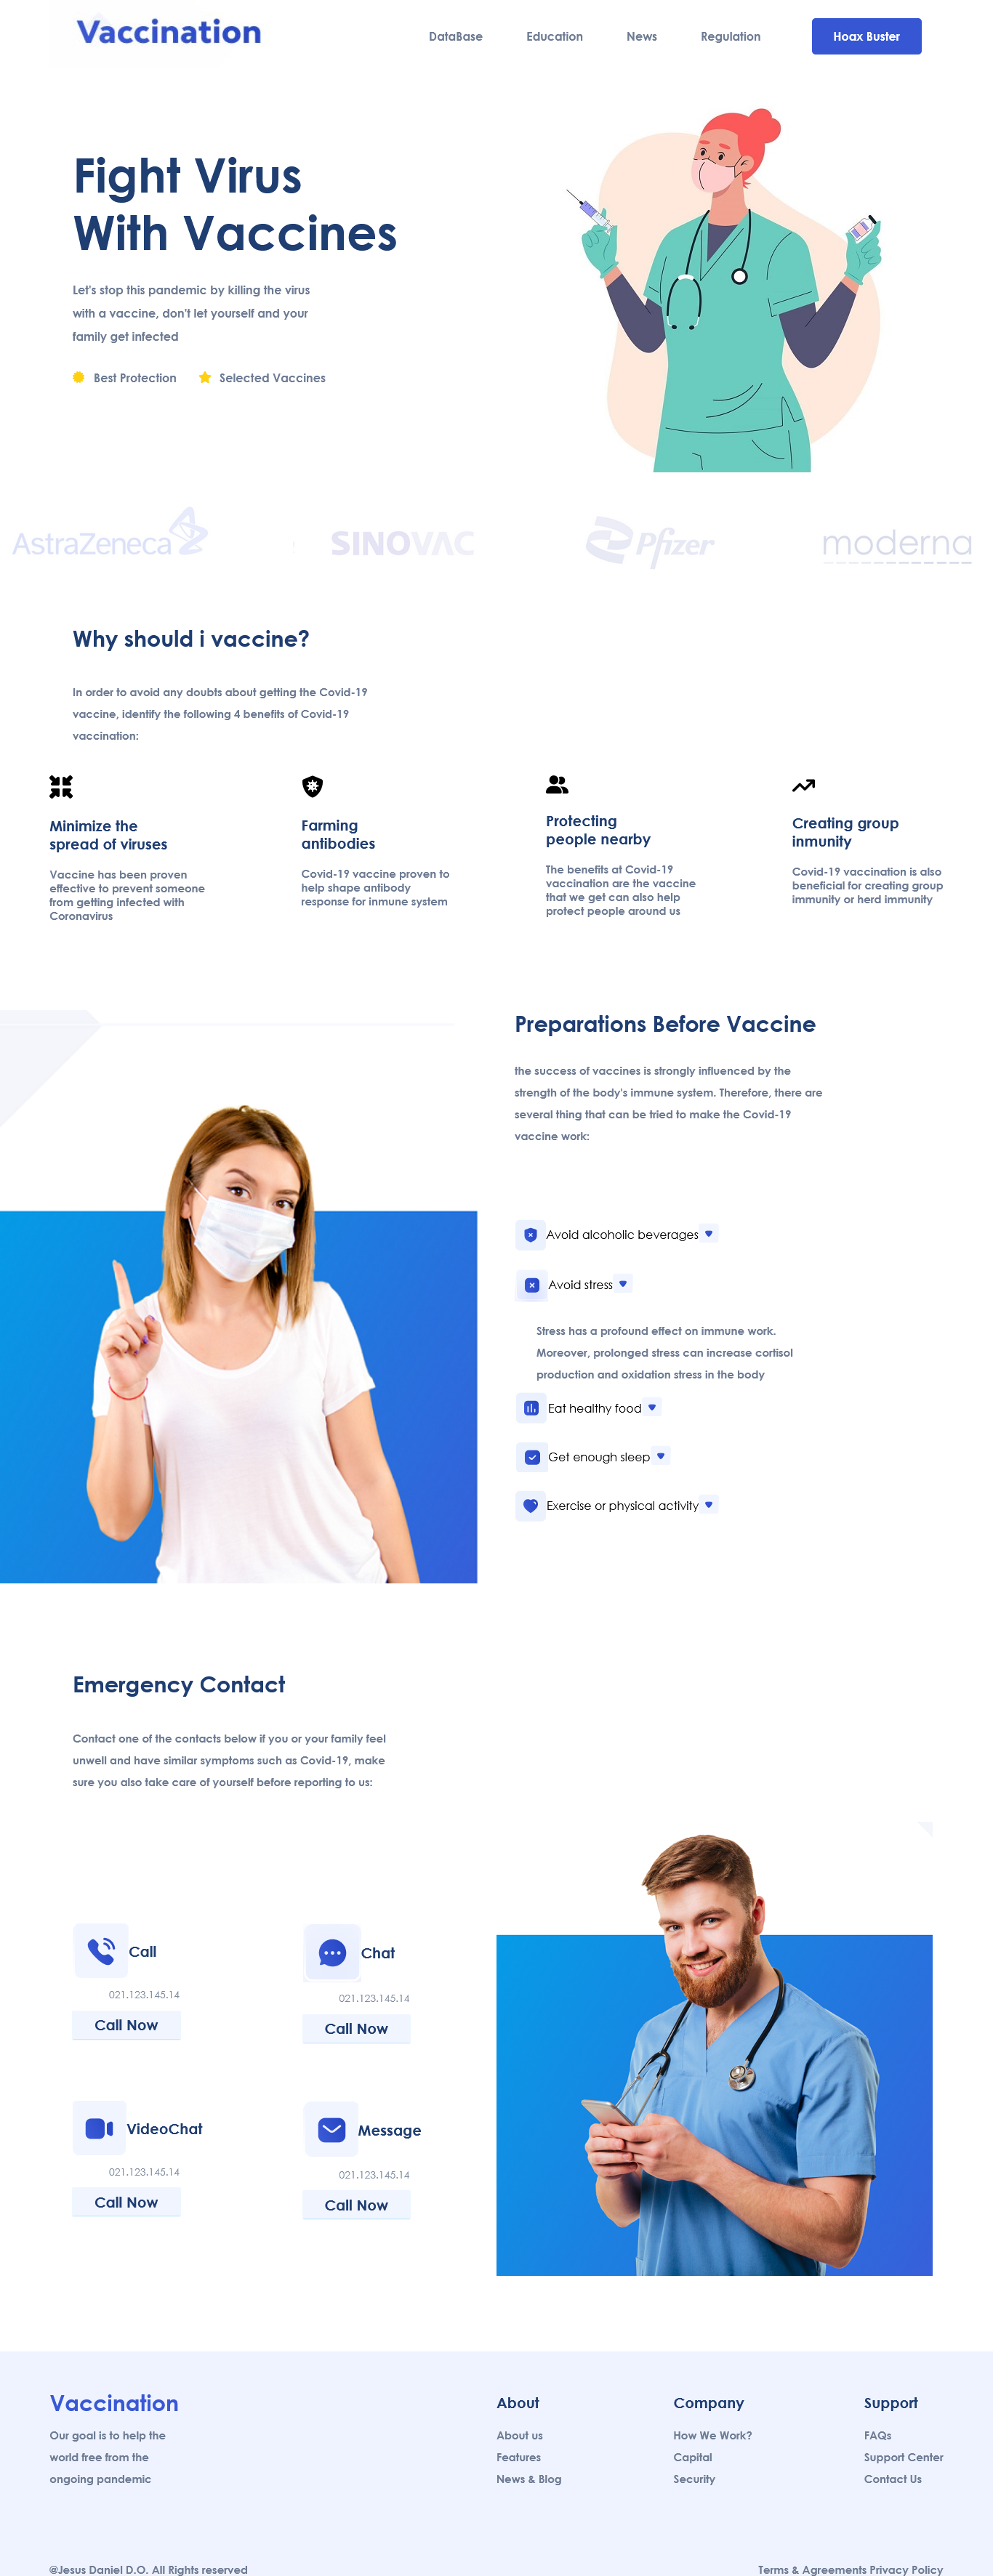 Vaccination
DataBase
Education
News
Regulation
Hoax Buster
Fight Virus
With Vaccines
Let's stop this pandemic by killing the virus
with a vaccine, don't let yourself and your
family get infected
Best Protection
Selected Vaccines
AstraZeneca
SINOVAC
Pfizer
moderna
Why should i vaccine?
In order to avoid any doubts about getting the Covid-19
vaccine, identify the following 4 benefits of Covid-19
vaccination:
Minimize the
spread of viruses
Vaccine has been proven
effective to prevent someone
from getting infected with
Coronavirus
Farming
antibodies
Covid-19 vaccine proven to
help shape antibody
response for inmune system
Protecting
people nearby
The benefits at Covid-19
vaccination are the vaccine
that we get can also help
protect people around us
Creating group
inmunity
Covid-19 vaccination is also
beneficial for creating group
immunity or herd immunity
Preparations Before Vaccine
the success of vaccines is strongly influenced by the
strength of the body's immune system. Therefore, there are
several thing that can be tried to make the Covid-19
vaccine work:
Avoid alcoholic beverages
Avoid stress
Stress has a profound effect on immune work.
Moreover, prolonged stress can increase cortisol
production and oxidation stress in the body
Eat healthy food
Get enough sleep
Exercise or physical activity
Emergency Contact
Contact one of the contacts below if you or your family feel
unwell and have similar symptoms such as Covid-19, make
sure you also take care of yourself before reporting to us:
Call
021.123.145.14
Call Now
Chat
021.123.145.14
Call Now
VideoChat
021.123.145.14
Call Now
Message
021.123.145.14
Call Now
Vaccination
Our goal is to help the
world free from the
ongoing pandemic
About
About us
Features
News & Blog
Company
How We Work?
Capital
Security
Support
FAQs
Support Center
Contact Us
@Jesus Daniel D.O. All Rights reserved
Terms & Agreements Privacy Policy